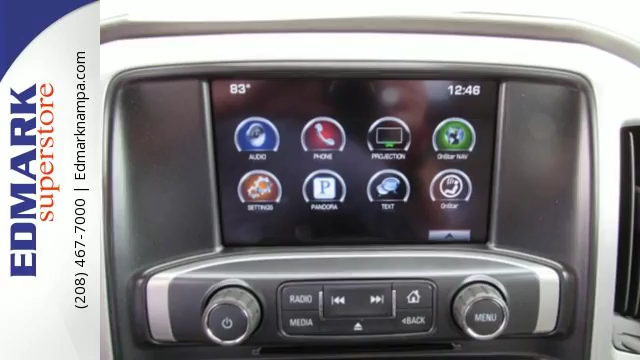 EDMARK
superstore
(208) 467-7000 | Edmarknampa.com
83°
12:46
AUDIO
PHONE
PROJECTION
OnStar NAV
SETTINGS
P
PANDORA
TEXT
OnStar
RADIO
MEDIA
BACK
MENU